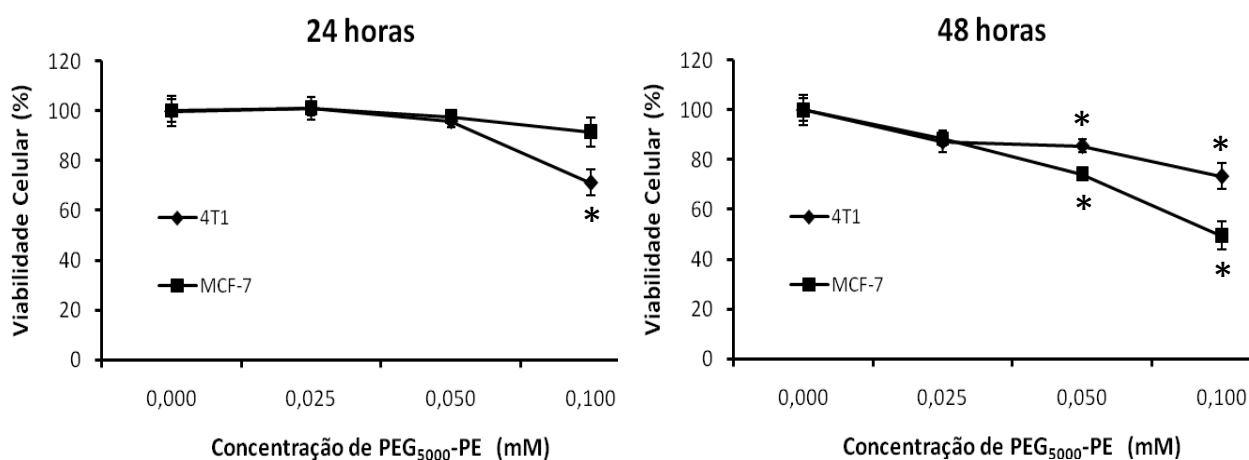 24 horas
Viabilidade Celular (%)
120
100
80
60
40
20
0
4T1
MCF-7
*
0,000 0,025 0,050 0,100
Concentração de PEG5000-PE (mM)
48 horas
Viabilidade Celular (%)
120
100
80
60
40
20
0
4T1
MCF-7
* *
* *
0,000 0,025 0,050 0,100
Concentração de PEG5000-PE (mM)